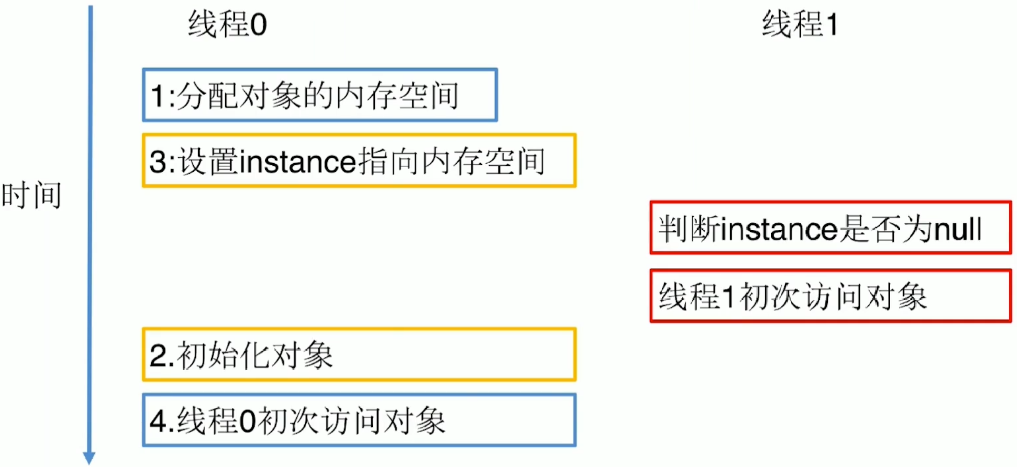 线程0
线程1
1:分配对象的内存空间
3:设置instance指向内存空间
时间
判断instance是否为null
线程1初次访问对象
2.初始化对象
4.线程0初次访问对象